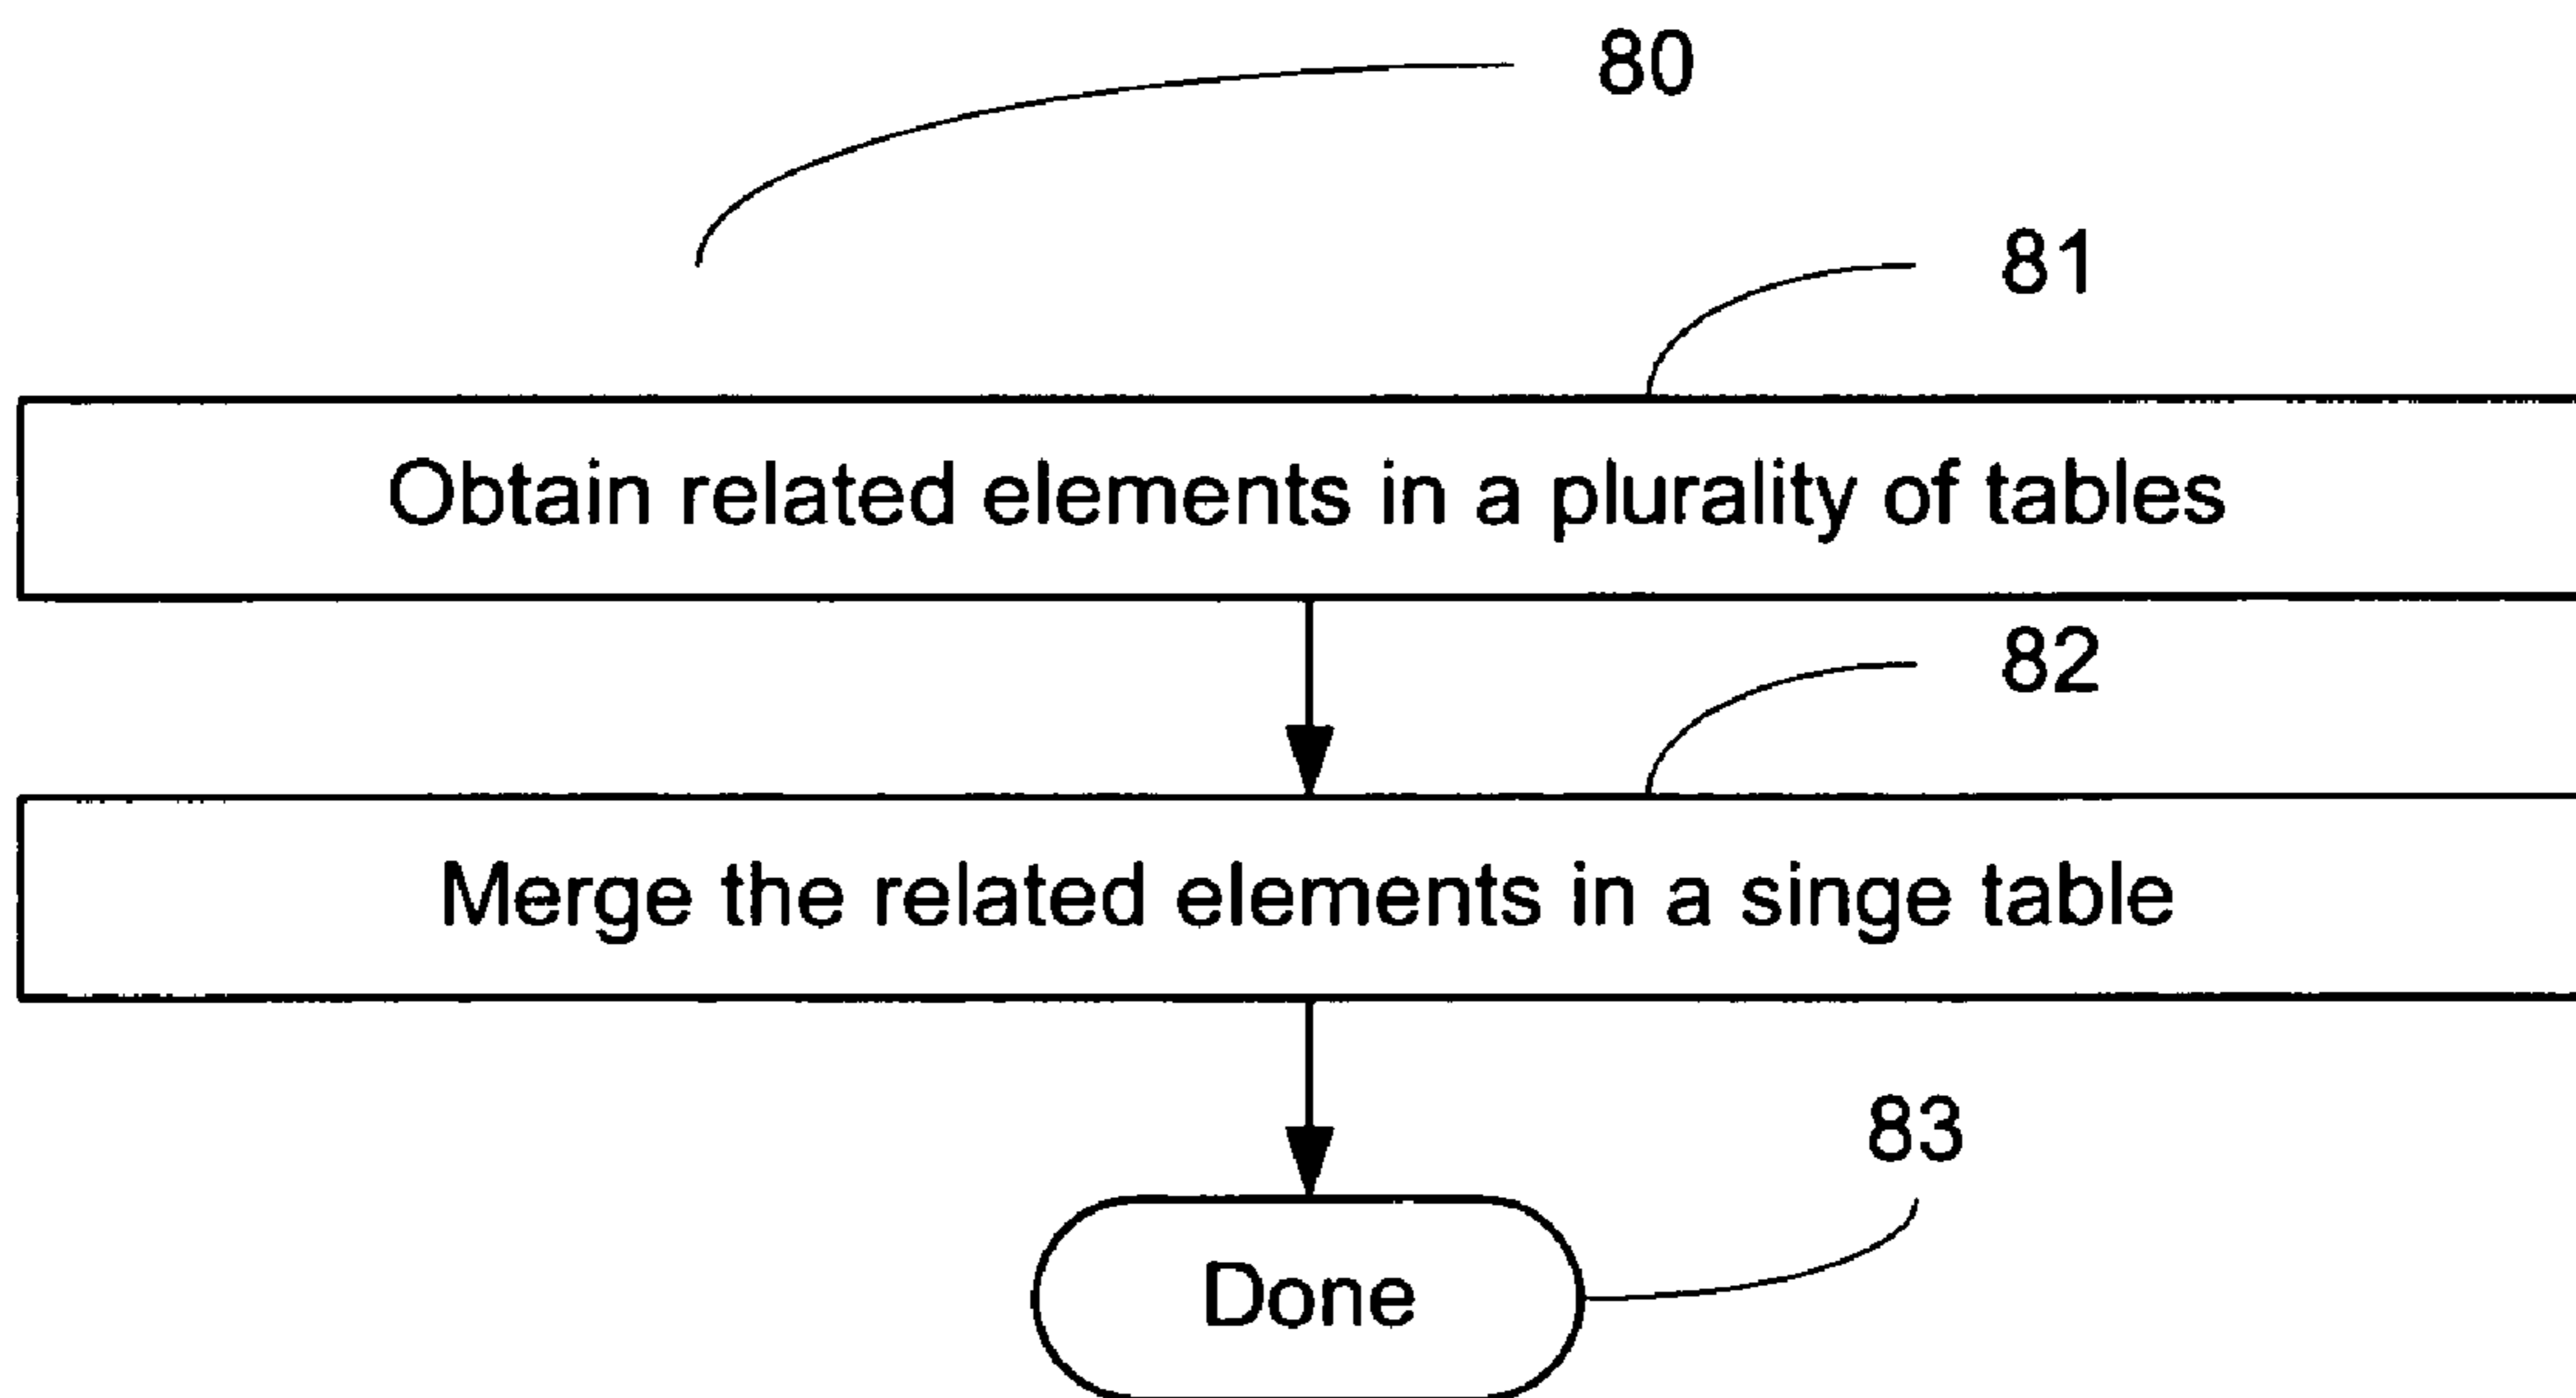 80
81
Obtain related elements in a plurality of tables
82
Merge the related elements in a singe table
83
Done